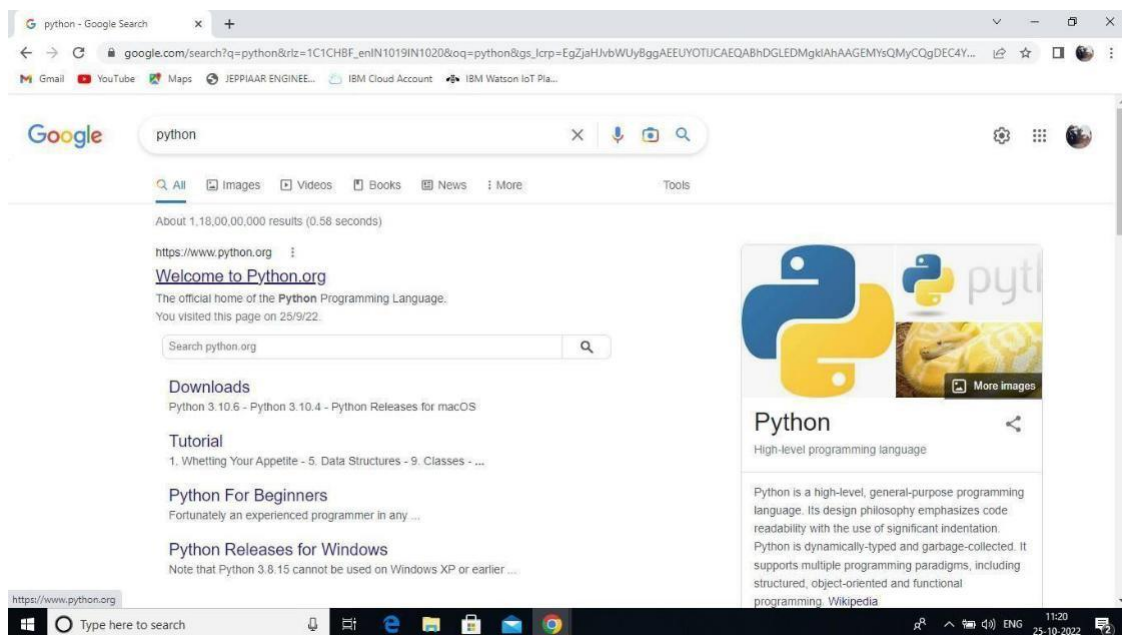 python - Google Search
google.com/search?q=python&rlz=1C1CHBF_enIN1019IN1020&oq=python&gs_lcrp=EgZjaHJvbWUyBggAEEUYOTIJCAEQABhDGLEDMgkIAhAAGEMYsQMyCQgDEC4Y...
Gmail YouTube Maps JEPPIAAR ENGINEE... IBM Cloud Account IBM Watson IoT Pla...
Google python
All Images Videos Books News More Tools
About 1,18,00,00,000 results (0.58 seconds)
https://www.python.org
Welcome to Python.org
The official home of the Python Programming Language.
You visited this page on 25/9/22.
Search python.org
Downloads
Python 3.10.6 - Python 3.10.4 - Python Releases for macOS
Tutorial
1. Whetting Your Appetite - 5. Data Structures - 9. Classes - ...
Python For Beginners
Fortunately an experienced programmer in any ...
Python Releases for Windows
Note that Python 3.8.15 cannot be used on Windows XP or earlier ...
pyth
More images
Python
High-level programming language
Python is a high-level, general-purpose programming
language. Its design philosophy emphasizes code
readability with the use of significant indentation.
Python is dynamically-typed and garbage-collected. It
supports multiple programming paradigms, including
structured, object-oriented and functional
programming. Wikipedia
https://www.python.org
Type here to search
ENG
11:20
25-10-2022
2